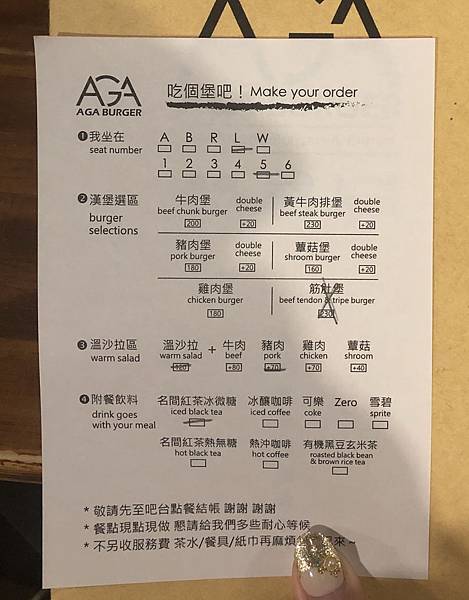 AGA
AGA BURGER
吃個堡吧！ Make your order
❶ 我坐在 A B R L W
seat number
1 2 3 4 5 6
❷ 漢堡選區 牛肉堡 double cheese 黃牛肉排堡 double cheese
burger selections beef chunk burger beef steak burger
200 +20 230 +20
豬肉堡 double cheese 蕈菇堡 double cheese
pork burger shroom burger
180 +20 160 +20
雞肉堡 筋肚堡
chicken burger beef tendon & tripe burger
180 230
❸ 溫沙拉區 溫沙拉 + 牛肉 豬肉 雞肉 蕈菇
warm salad warm salad beef pork chicken shroom
+120 +80 +70 +70 +40
❹ 附餐飲料 名間紅茶冰微糖 冰釀咖啡 可樂 Zero 雪碧
drink goes with your meal iced black tea iced coffee coke sprite
名間紅茶熱無糖 熱沖咖啡 有機黑豆玄米茶
hot black tea hot coffee roasted black bean & brown rice tea
* 敬請先至吧台點餐結帳 謝謝 謝謝
* 餐點現點現做 懇請給我們多些耐心等候
* 不另收服務費 茶水/餐具/紙巾再麻煩 來~